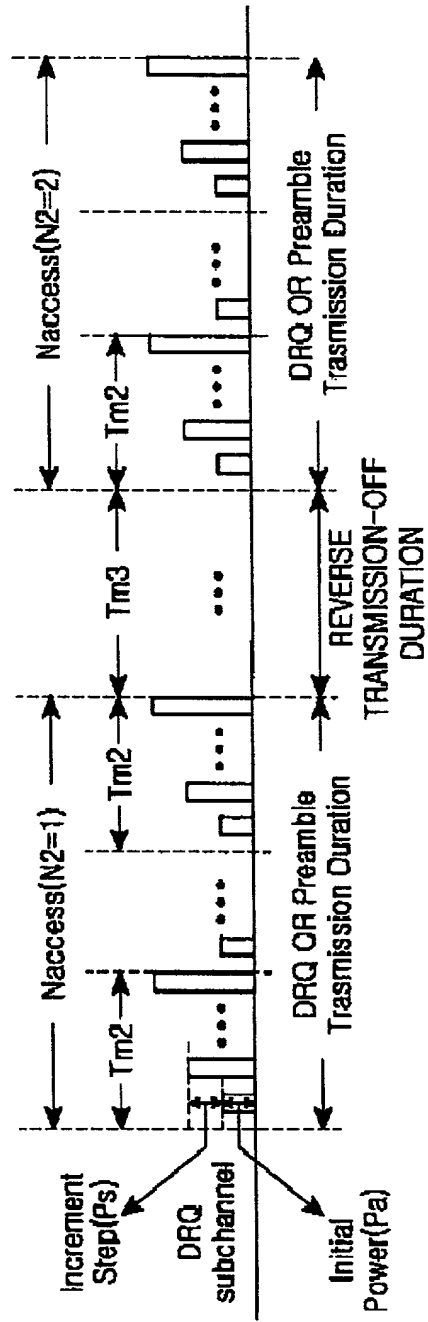 Naccess(N2=1)
Naccess(N2=2)
Tm2
Tm2
Tm3
Tm2
Increment
Step(Ps)
DRQ
subchannel
Initial
Power(Pa)
DRQ OR Preamble
Trasmission Duration
REVERSE
TRANSMISSION-OFF
DURATION
DRQ OR Preamble
Trasmission Duration